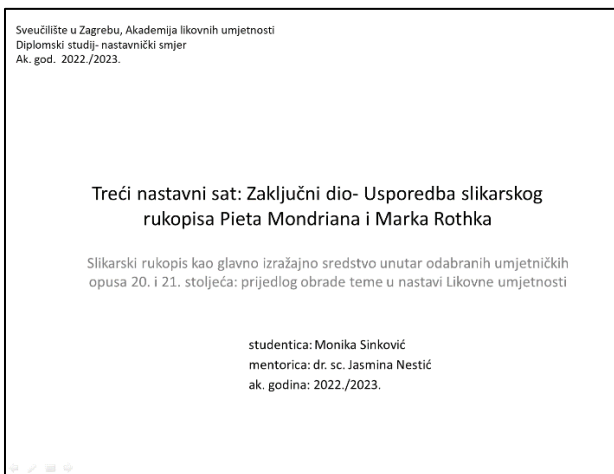 Sveučilište u Zagrebu, Akademija likovnih umjetnosti
Diplomski studij- nastavnički smjer
Ak. god. 2022./2023.
Treći nastavni sat: Zaključni dio- Usporedba slikarskog
rukopisa Pieta Mondriana i Marka Rothka
Slikarski rukopis kao glavno izražajno sredstvo unutar odabranih umjetničkih
opusa 20. i 21. stoljeća: prijedlog obrade teme u nastavi Likovne umjetnosti
studentica: Monika Sinković
mentorica: dr. sc. Jasmina Nestić
ak. godina: 2022./2023.